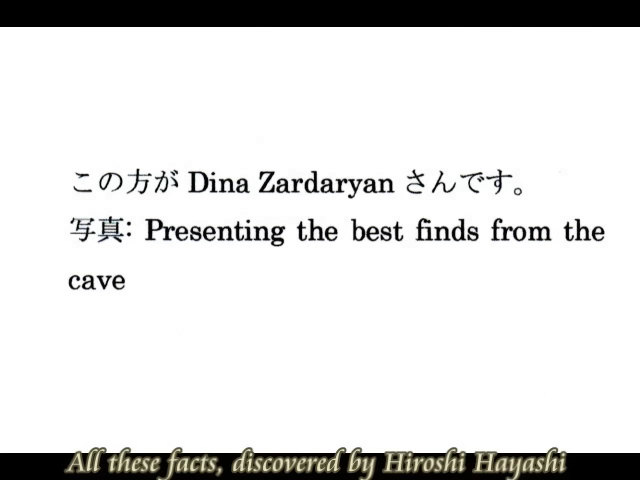 この方が Dina Zardaryan さんです。
写真: Presenting the best finds from the
cave
All these facts, discovered by Hiroshi Hayashi